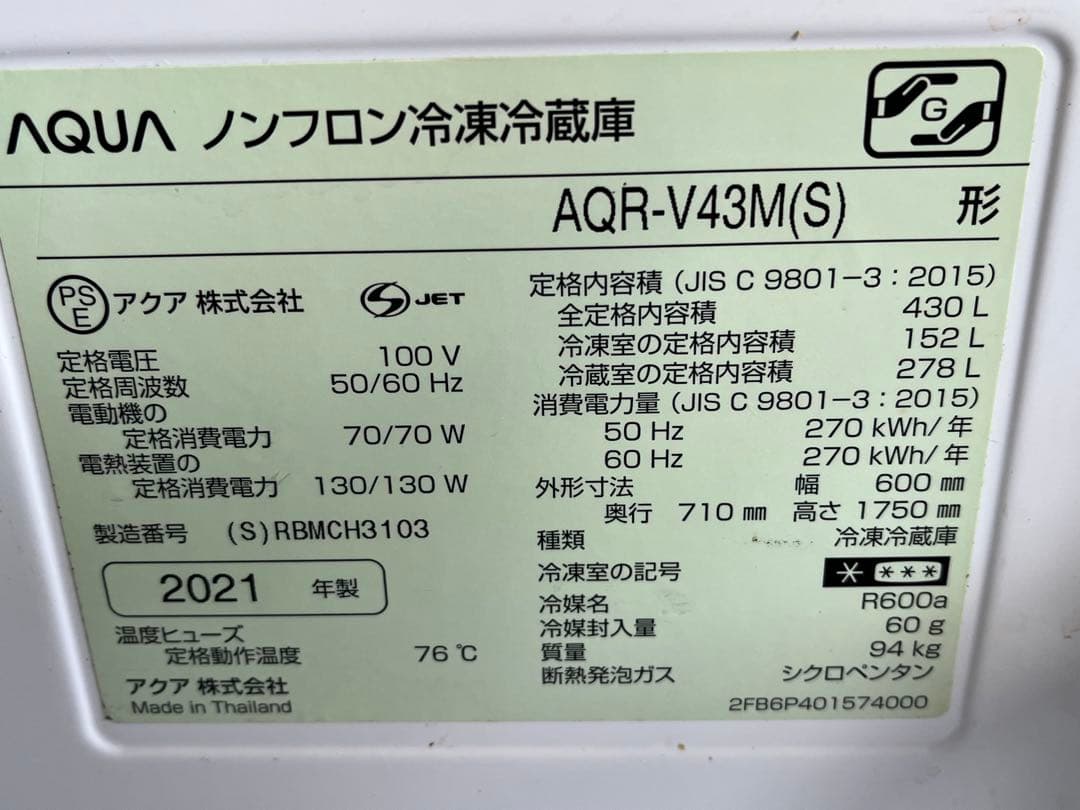 AQUA ノンフロン冷凍冷蔵庫
G
AQR-V43M(S) 形
PSE アクア 株式会社
S JET
定格電圧 100 V
定格周波数 50/60 Hz
電動機の
定格消費電力 70/70 W
電熱装置の
定格消費電力 130/130 W
製造番号 (S)RBMCH3103
2021 年製
温度ヒューズ
定格動作温度 76 ℃
アクア 株式会社
Made in Thailand
定格内容積 (JIS C 9801-3:2015)
全定格内容積 430 L
冷凍室の定格内容積 152 L
冷蔵室の定格内容積 278 L
消費電力量 (JIS C 9801-3:2015)
50 Hz 270 kWh/年
60 Hz 270 kWh/年
外形寸法 幅 600 mm
奥行 710 mm 高さ 1750 mm
種類 冷凍冷蔵庫
冷凍室の記号 * ***
冷媒名 R600a
冷媒封入量 60 g
質量 94 kg
断熱発泡ガス シクロペンタン
2FB6P401574000